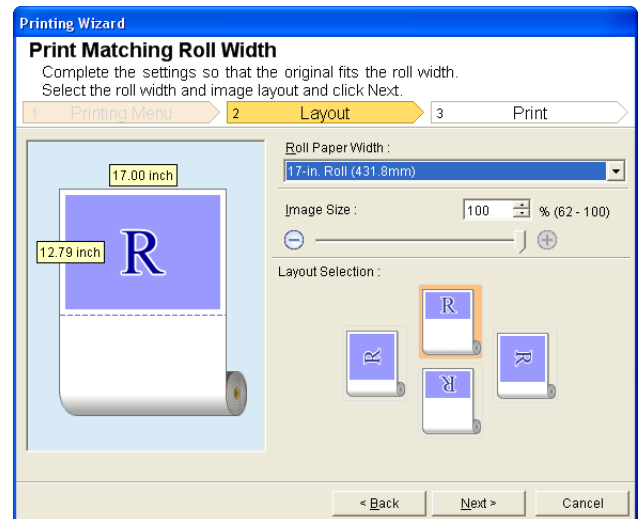 Printing Wizard
Print Matching Roll Width
Complete the settings so that the original fits the roll width.
Select the roll width and image layout and click Next.
1 Printing Menu 2 Layout 3 Print
Roll Paper Width :
17-in. Roll (431.8mm)
17.00 inch
Image Size : 100 % (62 - 100)
12.79 inch
R
Layout Selection :
R
R R
R
< Back Next > Cancel